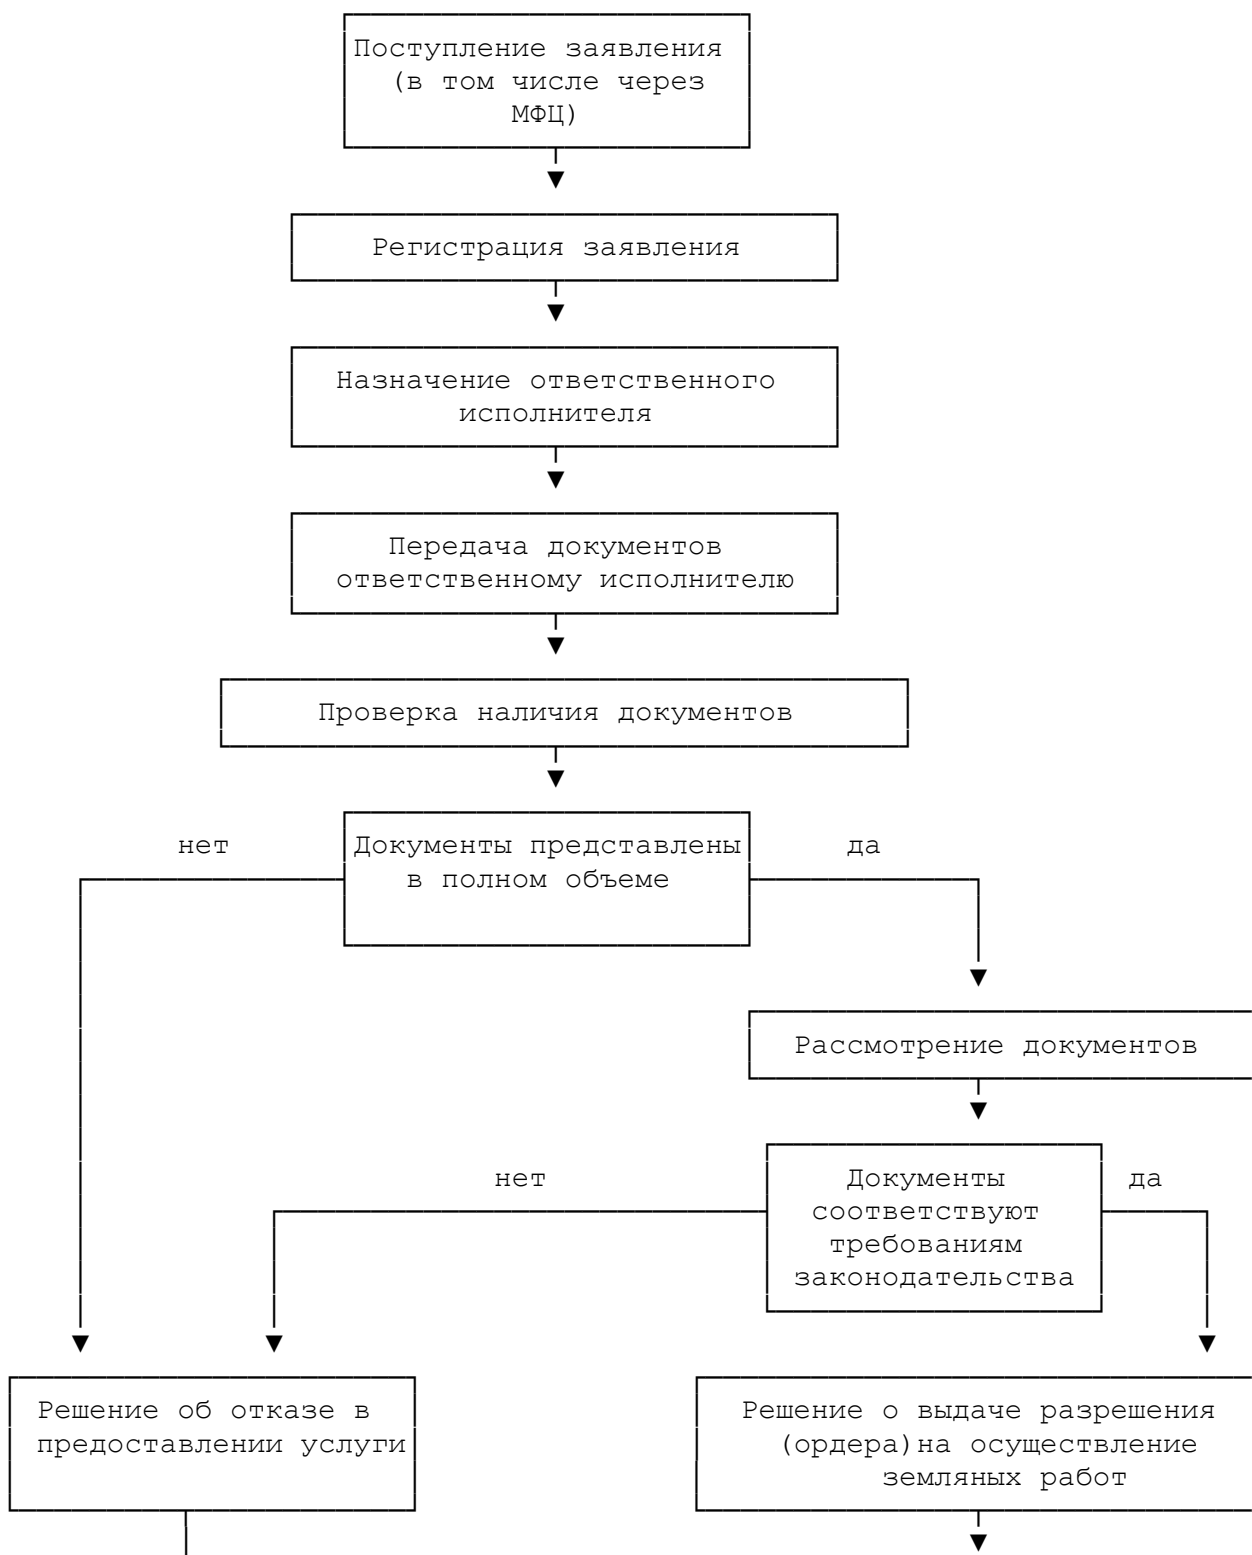 Поступление заявления
(в том числе через
МФЦ)
Регистрация заявления
Назначение ответственного
исполнителя
Передача документов
ответственному исполнителю
Проверка наличия документов
нет
Документы представлены
в полном объеме
да
Рассмотрение документов
нет
Документы
соответствуют
требованиям
законодательства
да
Решение об отказе в
предоставлении услуги
Решение о выдаче разрешения
(ордера)на осуществление
земляных работ